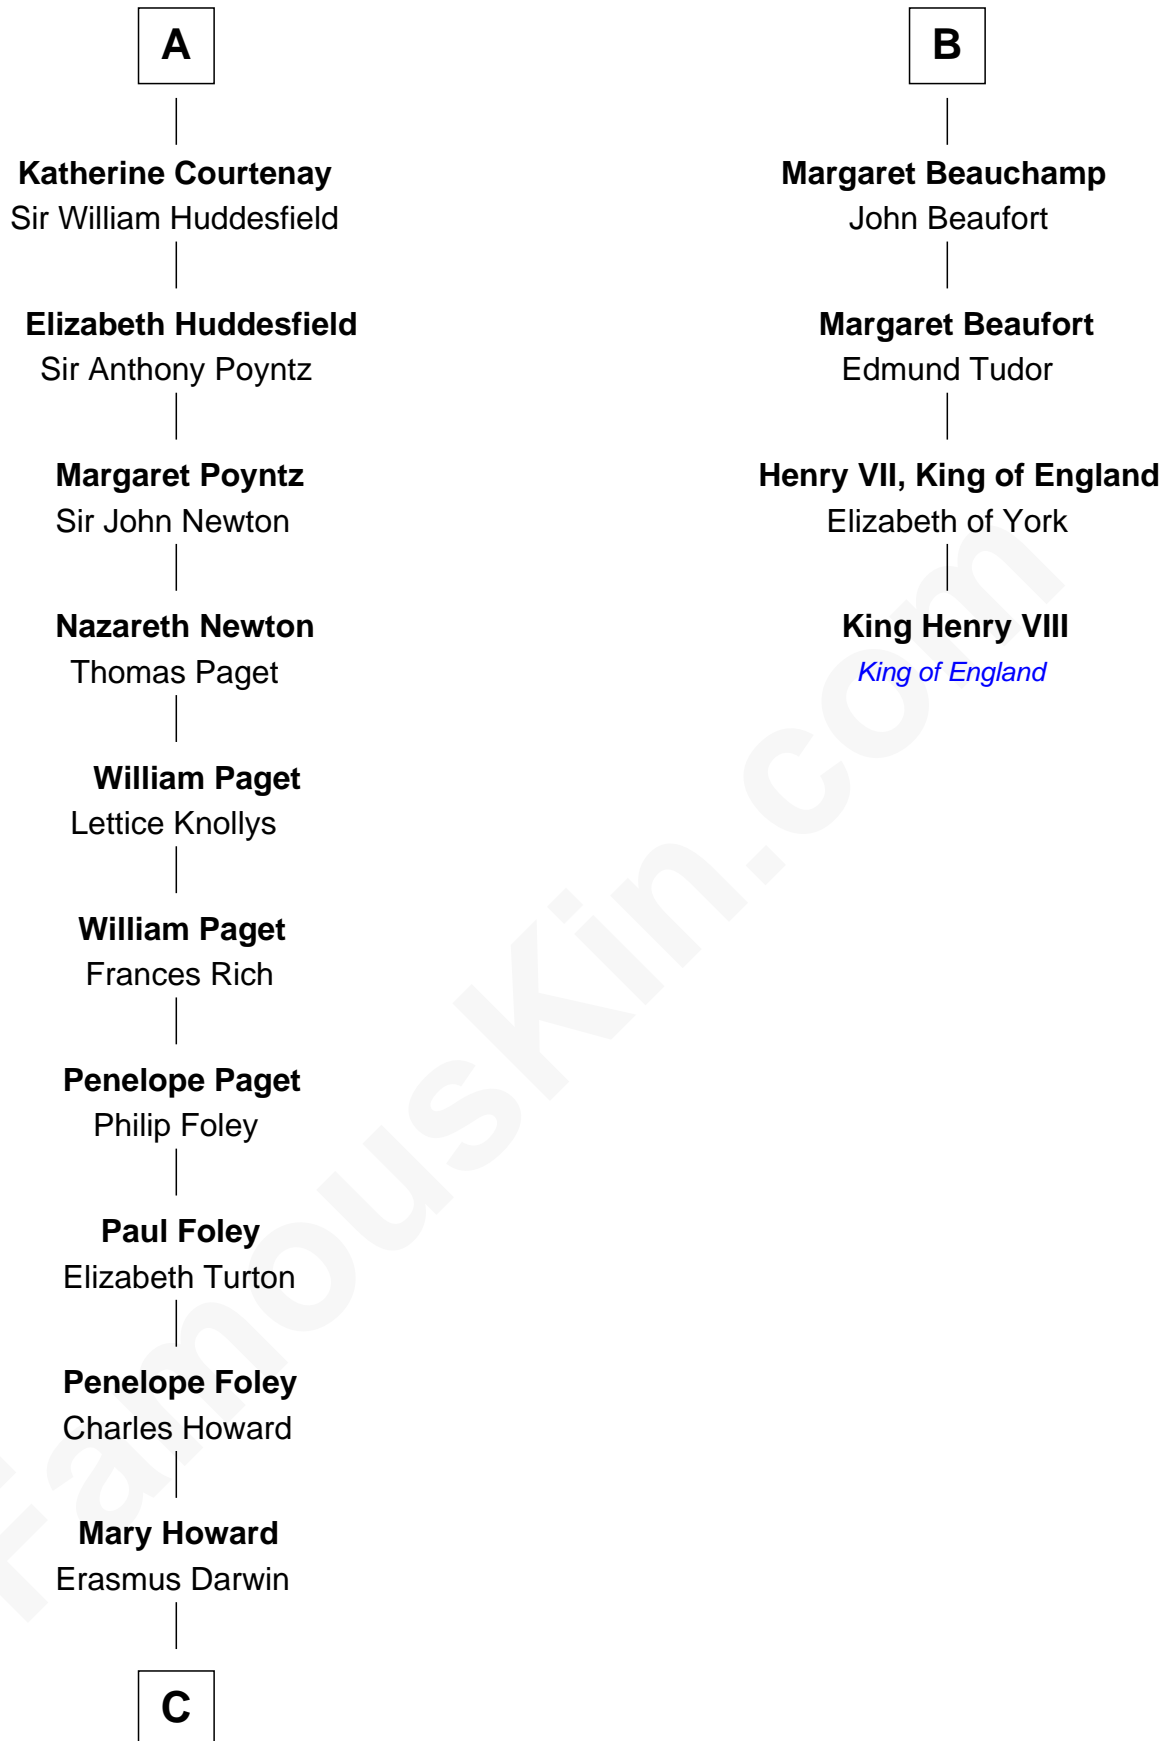 A
Katherine Courtenay
Sir William Huddesfield
Elizabeth Huddesfield
Sir Anthony Poyntz
Margaret Poyntz
Sir John Newton
Nazareth Newton
Thomas Paget
William Paget
Lettice Knollys
William Paget
Frances Rich
Penelope Paget
Philip Foley
Paul Foley
Elizabeth Turton
Penelope Foley
Charles Howard
Mary Howard
Erasmus Darwin
C
B
Margaret Beauchamp
John Beaufort
Margaret Beaufort
Edmund Tudor
Henry VII, King of England
Elizabeth of York
King Henry VIII
King of England
FamousKin.com